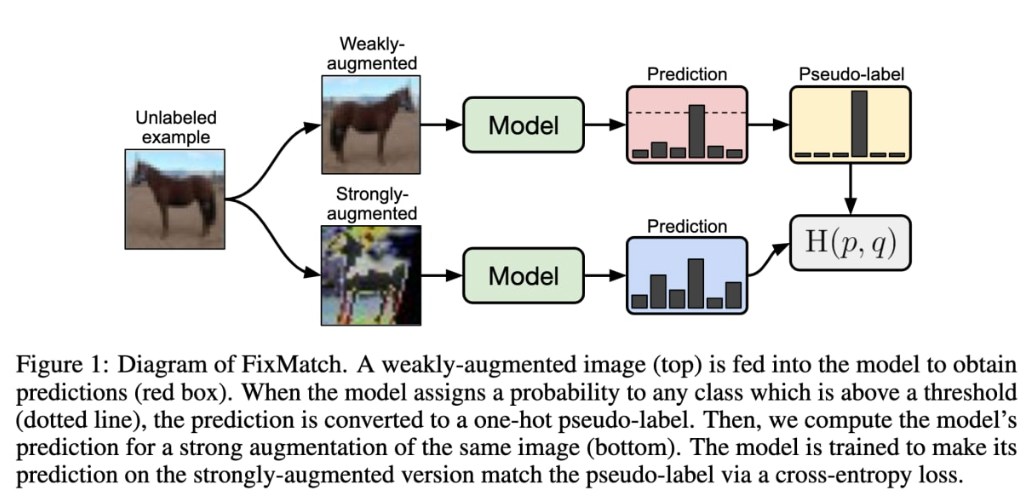 Weakly-
augmented
Prediction
Pseudo-label
Unlabeled
example
Model
Strongly-
augmented
Prediction
Model
H(p, q)
Figure 1: Diagram of FixMatch. A weakly-augmented image (top) is fed into the model to obtain
predictions (red box). When the model assigns a probability to any class which is above a threshold
(dotted line), the prediction is converted to a one-hot pseudo-label. Then, we compute the model’s
prediction for a strong augmentation of the same image (bottom). The model is trained to make its
prediction on the strongly-augmented version match the pseudo-label via a cross-entropy loss.